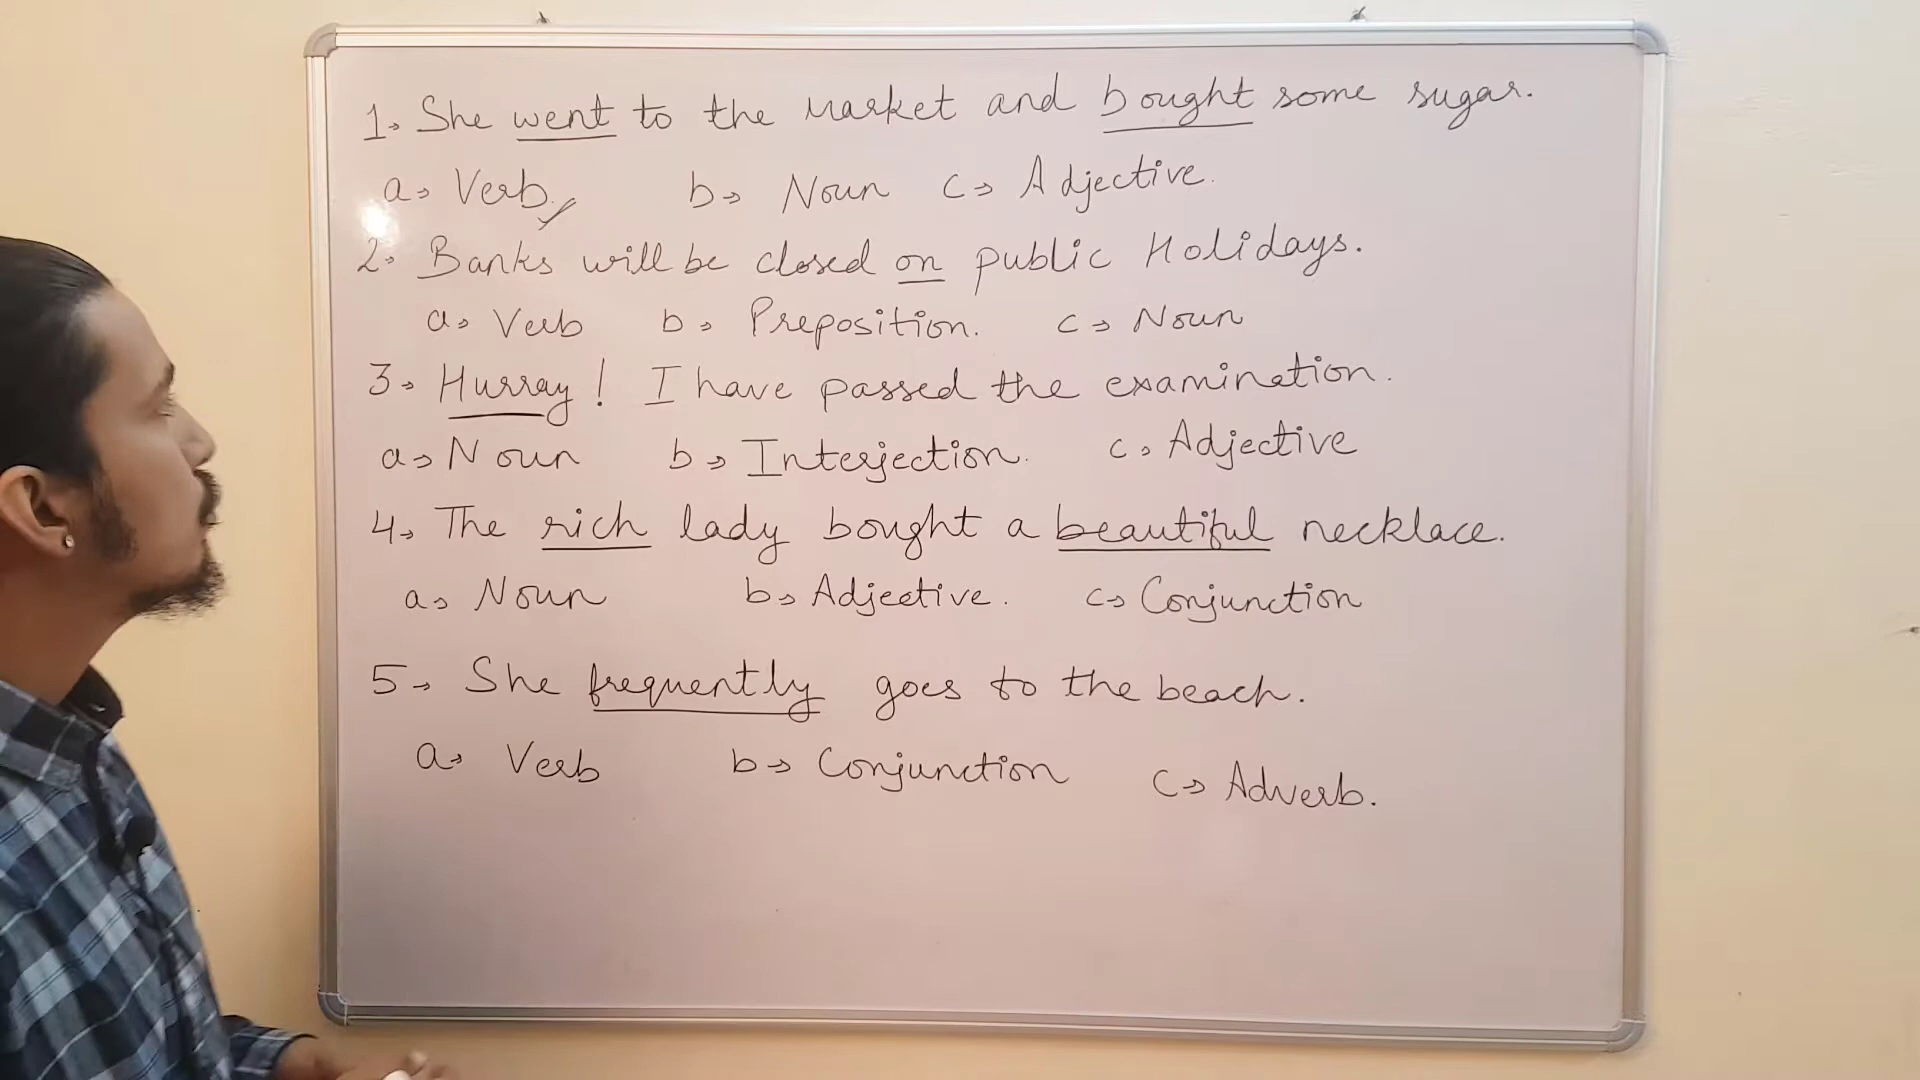 1→ She went to the market and bought some sugar.
a→ Verb. b→ Noun c→ Adjective.
2→ Banks will be closed on public Holidays.
a→ Verb b→ Preposition. c→ Noun
3→ Hurray! I have passed the examination.
a→ Noun b→ Interjection. c→ Adjective
4→ The rich lady bought a beautiful necklace.
a→ Noun b→ Adjective. c→ Conjunction
5→ She frequently goes to the beach.
a→ Verb b→ Conjunction c→ Adverb.